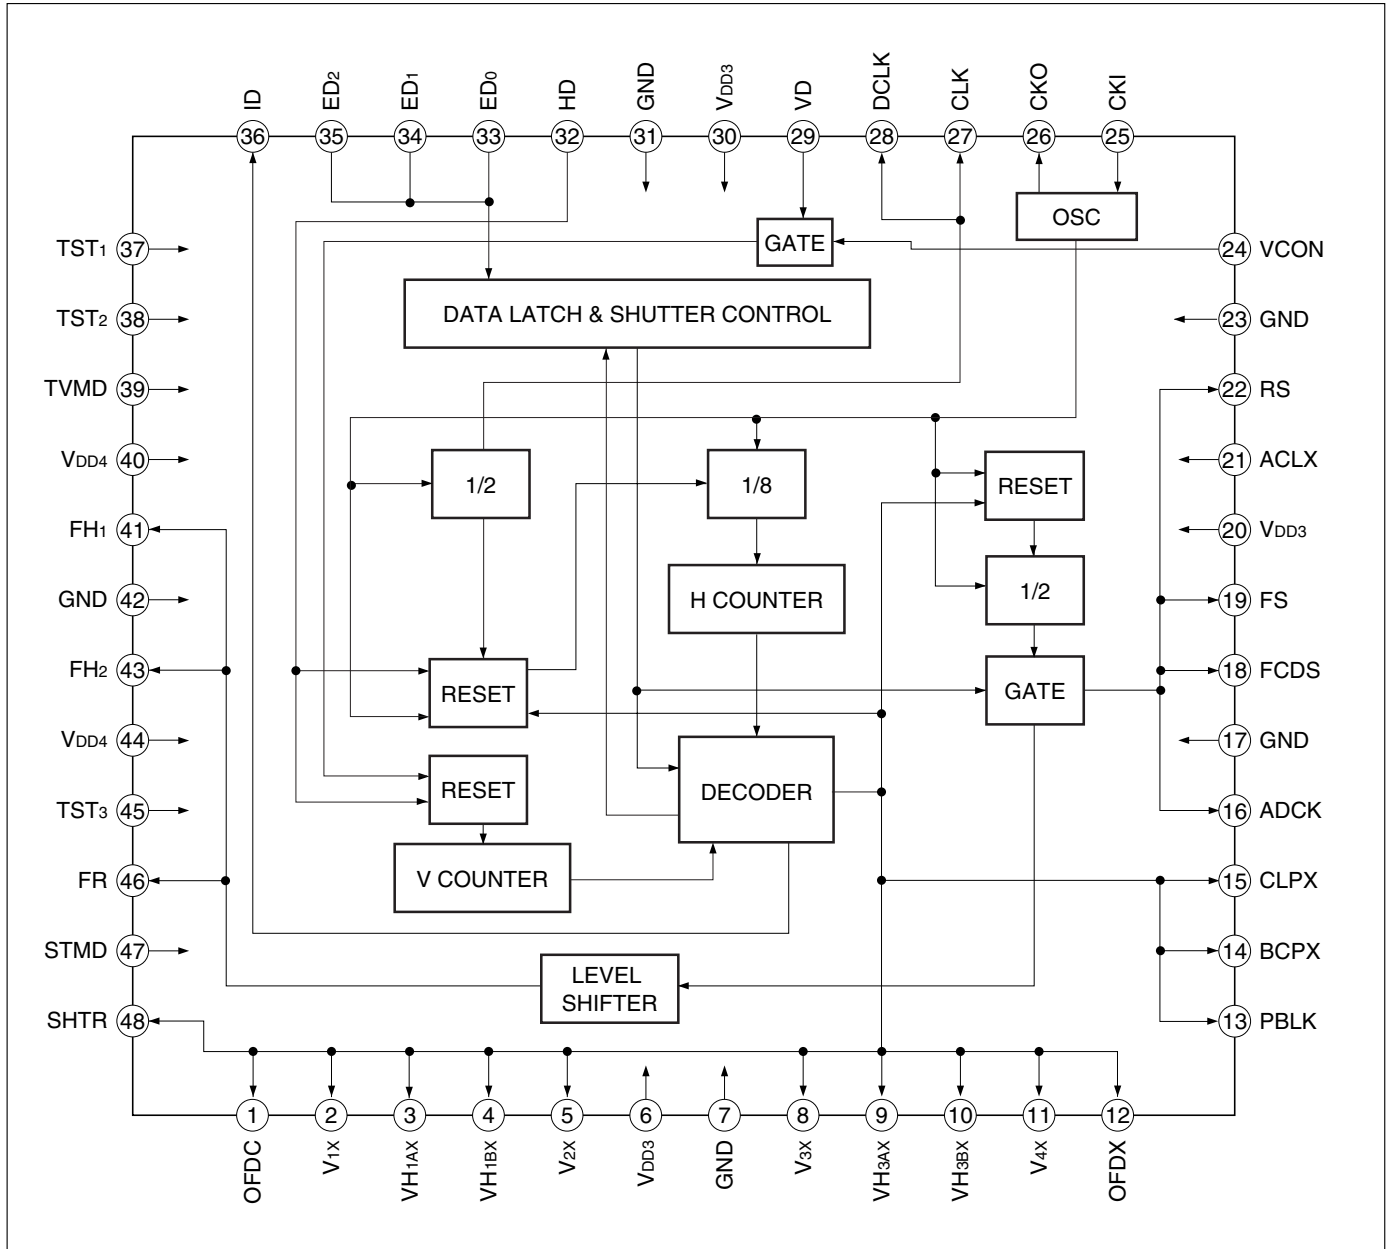 ID
ED2
ED1
ED0
HD
GND
VDD3
VD
DCLK
CLK
CKO
CKI
36
35
34
33
32
31
30
29
28
27
26
25
OSC
GATE
TST1 37
24 VCON
DATA LATCH & SHUTTER CONTROL
TST2 38
23 GND
TVMD 39
22 RS
VDD4 40
21 ACLX
1/2
1/8
RESET
FH1 41
20 VDD3
GND 42
19 FS
H COUNTER
1/2
FH2 43
18 FCDS
RESET
GATE
VDD4 44
17 GND
RESET
DECODER
TST3 45
16 ADCK
FR 46
15 CLPX
V COUNTER
STMD 47
14 BCPX
LEVEL
SHIFTER
SHTR 48
13 PBLK
1
2
3
4
5
6
7
8
9
10
11
12
OFDC
V1X
VH1AX
VH1BX
V2X
VDD3
GND
V3X
VH3AX
VH3BX
V4X
OFDX